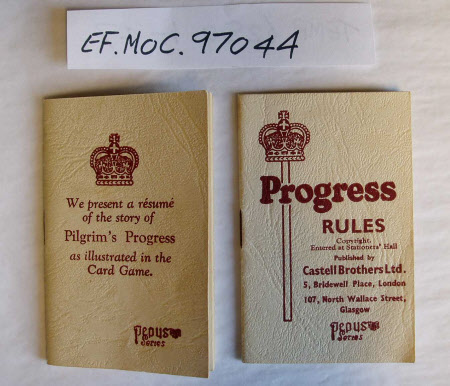 EF.MOC.97044
We present a résumé
of the story of
Pilgrim's Progress
as illustrated in the
Card Game.
PEPYS
Series
Progress
RULES
Copyright.
Entered at Stationers' Hall
Published by
Castell Brothers Ltd.
5, Bridewell Place, London
107, North Wallace Street,
Glasgow
PEPYS
Series